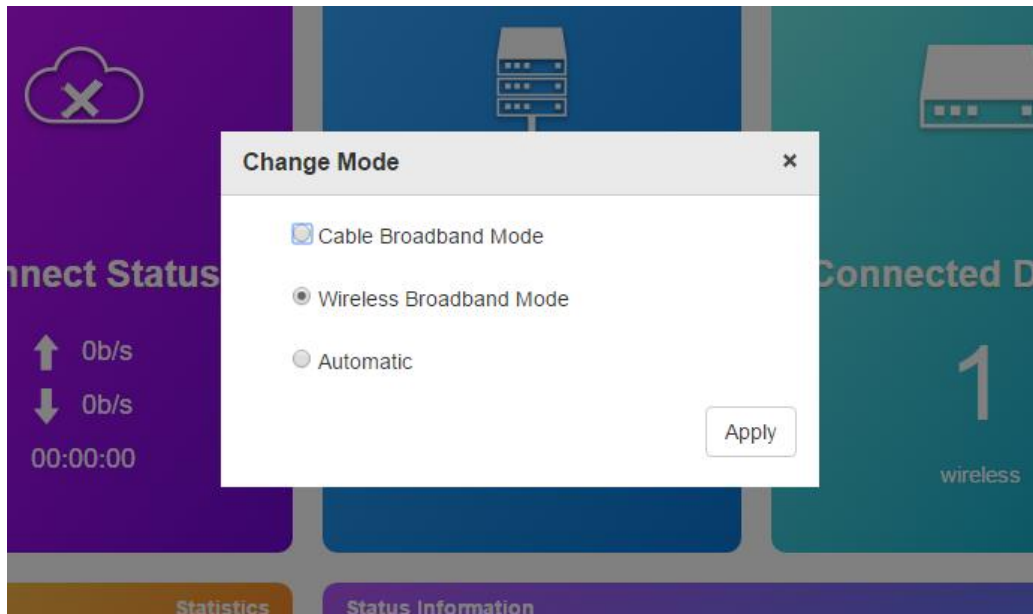 Change Mode
×
Cable Broadband Mode
Wireless Broadband Mode
Automatic
Apply
nnect Status
0b/s
0b/s
00:00:00
Connected D
1
wireless
Statistics
Status Information